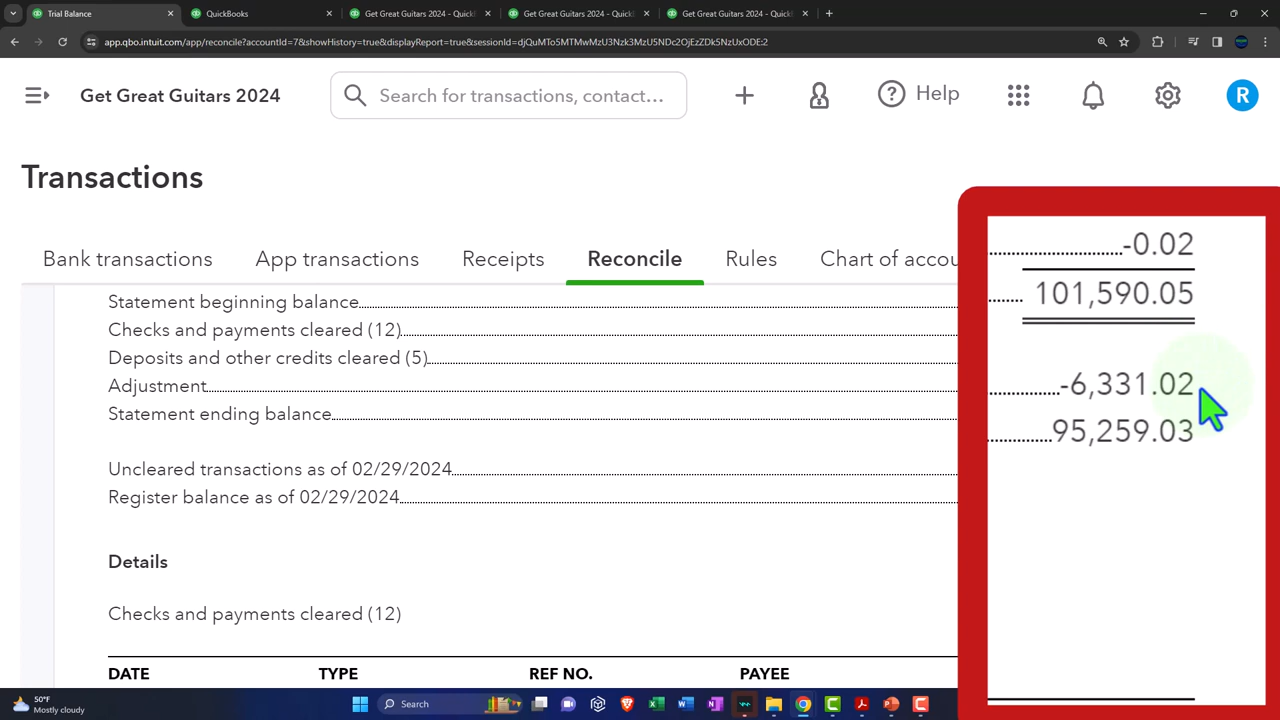 Trial Balance
QuickBooks
Get Great Guitars 2024 - QuickB
Get Great Guitars 2024 - QuickB
Get Great Guitars 2024 - QuickB
app.qbo.intuit.com/app/reconcile?accountId=7&showHistory=true&displayReport=true&sessionId=djQuMTo5MTMwMzU3Nzk3MzU5NDc2OjEzZDk5NzUxODE:2
Get Great Guitars 2024
Search for transactions, contact...
Help
R
Transactions
Bank transactions
App transactions
Receipts
Reconcile
Rules
Chart of accou
Statement beginning balance
Checks and payments cleared (12)
Deposits and other credits cleared (5)
Adjustment -0.02
Statement ending balance 101,590.05
Uncleared transactions as of 02/29/2024 -6,331.02
Register balance as of 02/29/2024 95,259.03
Details
Checks and payments cleared (12)
DATE TYPE REF NO. PAYEE
50°F
Mostly cloudy
Search